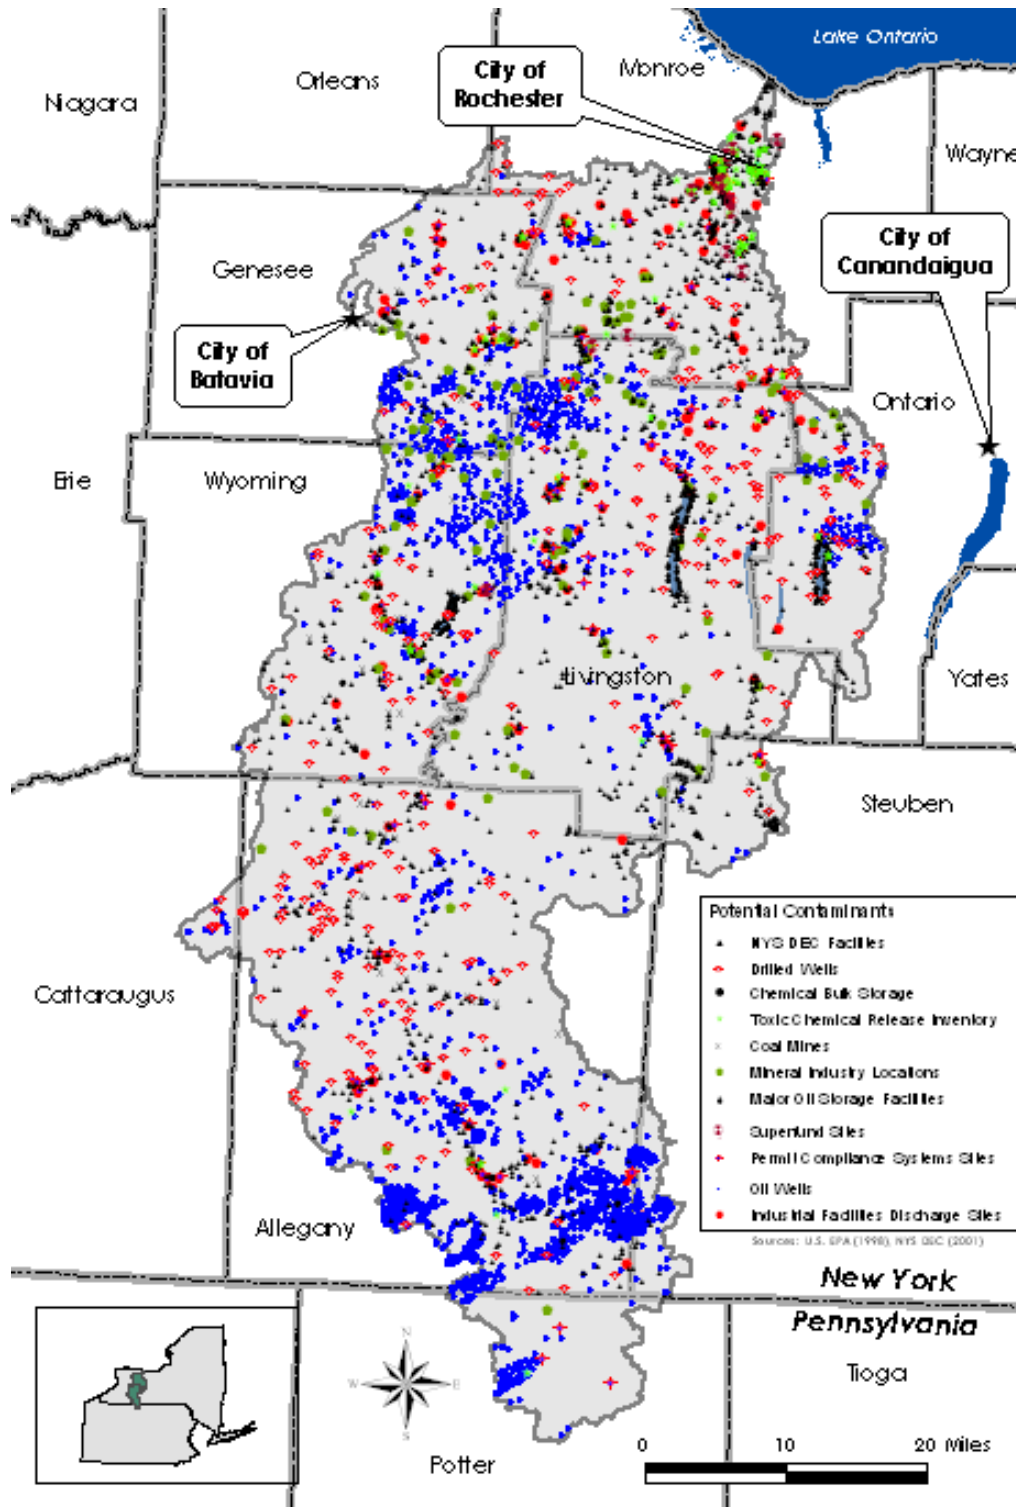 Lake Ontario
City of
Rochester
Monroe
Orleans
Niagara
Wayne
City of
Canandaigua
Genesee
City of
Batavia
Ontario
Erie
Wyoming
Livingston
Yates
Steuben
Cattaraugus
Allegany
Potential Contaminants
NYS DEC Facilities
Drilled Wells
Chemical Bulk Storage
Toxic Chemical Release Inventory
Coal Mines
Mineral Industry Locations
Major Oil Storage Facilities
Superfund Sites
Permit Compliance Systems Sites
Oil Wells
Industrial Facilities Discharge Sites
Sources: U.S. EPA (1998), NYS DEC (2001)
New York
Pennsylvania
Tioga
N
W E
S
Potter
0 10 20 Miles